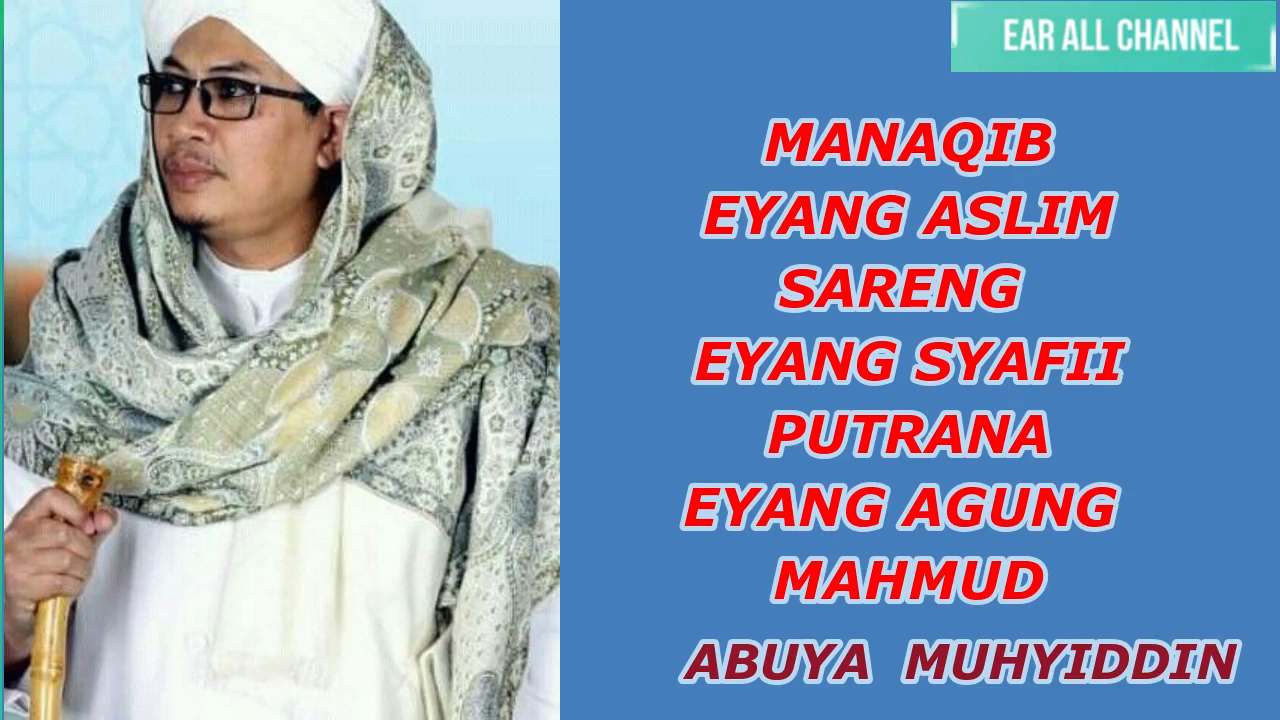 EAR ALL CHANNEL
MANAQIB
EYANG ASLIM
SARENG
EYANG SYAFII
PUTRANA
EYANG AGUNG
MAHMUD
ABUYA MUHYIDDIN